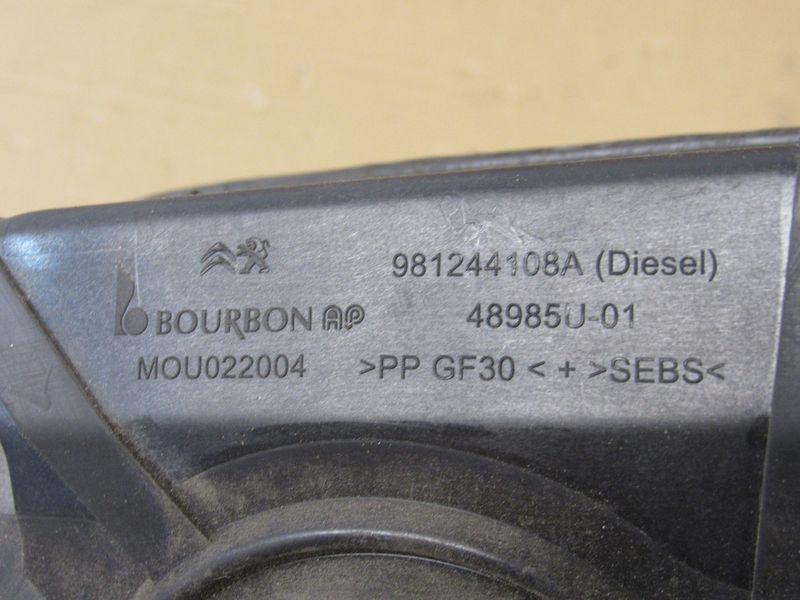 981244108A (Diesel)
BOURBON AP 48985U-01
MOU022004 >PP GF30 < + >SEBS<